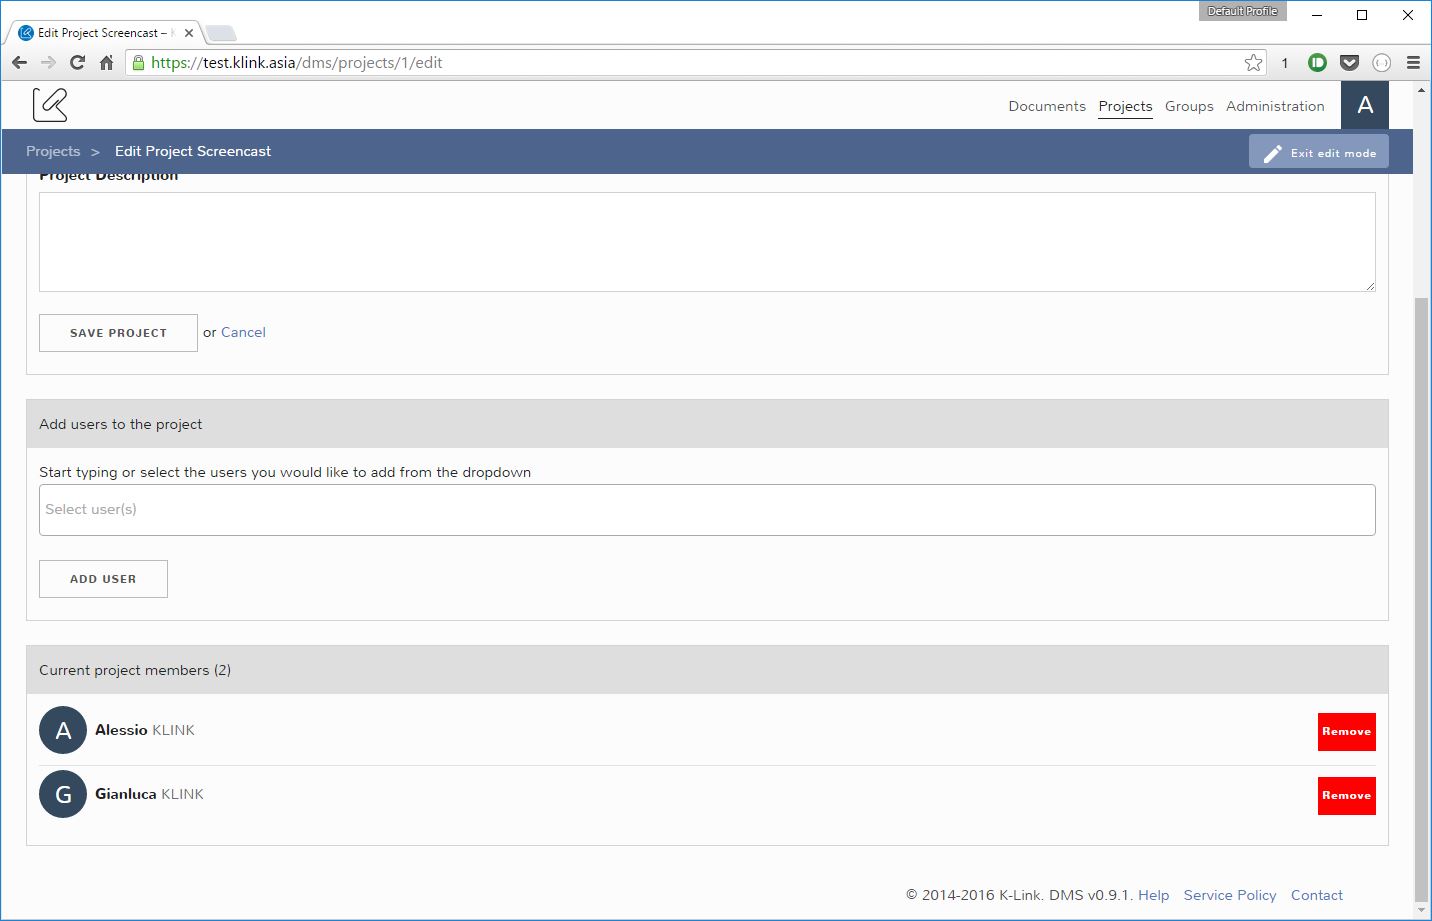 Default Profile
Edit Project Screencast – K
https://test.klink.asia/dms/projects/1/edit
1
Documents Projects Groups Administration A
Projects > Edit Project Screencast Exit edit mode
Project Description
SAVE PROJECT or Cancel
Add users to the project
Start typing or select the users you would like to add from the dropdown
Select user(s)
ADD USER
Current project members (2)
A Alessio KLINK Remove
G Gianluca KLINK Remove
© 2014-2016 K-Link. DMS v0.9.1. Help Service Policy Contact